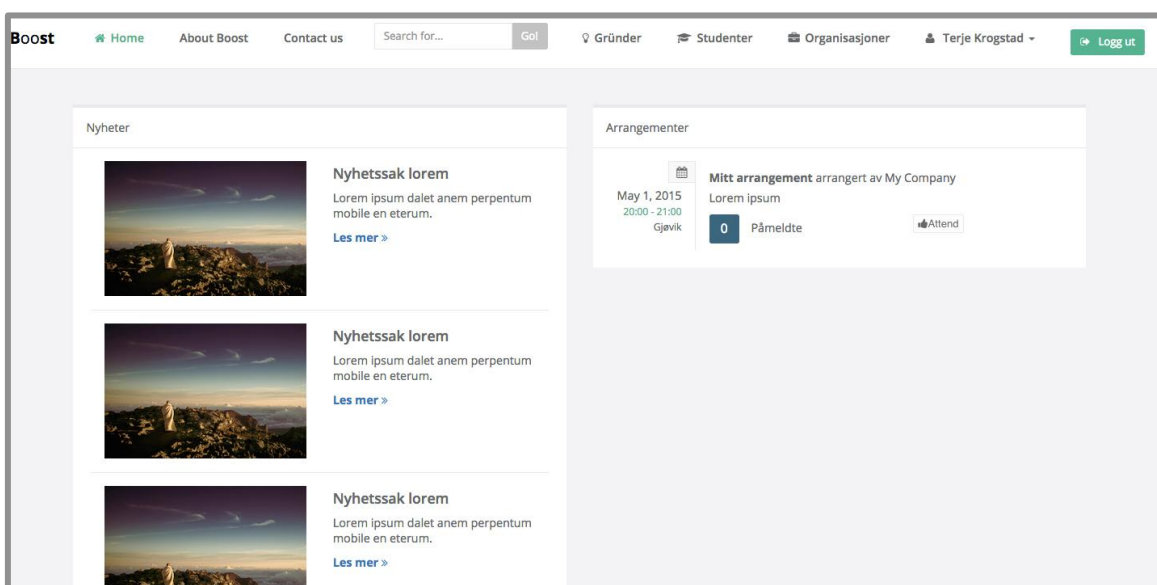 Boost Home About Boost Contact us Search for... Go! Gründer Studenter Organisasjoner Terje Krogstad Logg ut
Nyheter
Nyhetssak lorem
Lorem ipsum dalet anem perpentum
mobile en eterum.
Les mer »
Nyhetssak lorem
Lorem ipsum dalet anem perpentum
mobile en eterum.
Les mer »
Nyhetssak lorem
Lorem ipsum dalet anem perpentum
mobile en eterum.
Les mer »
Arrangementer
May 1, 2015
20:00 - 21:00
Gjøvik
Mitt arrangement arrangert av My Company
Lorem ipsum
0 Påmeldte Attend